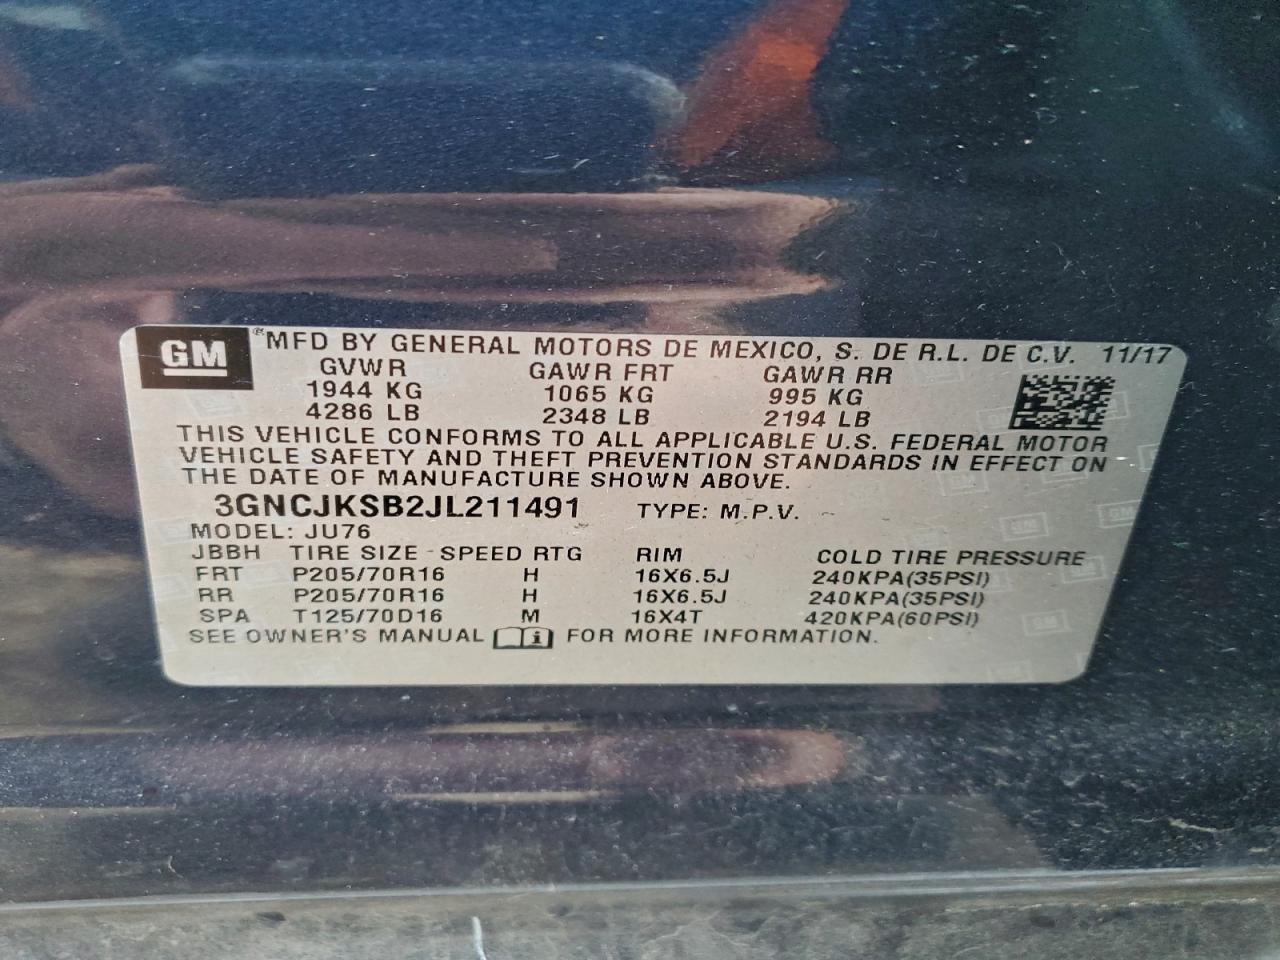 GM ® MFD BY GENERAL MOTORS DE MEXICO, S. DE R.L. DE C.V. 11/17
GVWR GAWR FRT GAWR RR
1944 KG 1065 KG 995 KG
4286 LB 2348 LB 2194 LB
THIS VEHICLE CONFORMS TO ALL APPLICABLE U.S. FEDERAL MOTOR
VEHICLE SAFETY AND THEFT PREVENTION STANDARDS IN EFFECT ON
THE DATE OF MANUFACTURE SHOWN ABOVE.
3GNCJKSB2JL211491 TYPE: M.P.V.
MODEL: JU76
JBBH TIRE SIZE SPEED RTG RIM COLD TIRE PRESSURE
FRT P205/70R16 H 16X6.5J 240KPA(35PSI)
RR P205/70R16 H 16X6.5J 240KPA(35PSI)
SPA T125/70D16 M 16X4T 420KPA(60PSI)
SEE OWNER'S MANUAL FOR MORE INFORMATION.